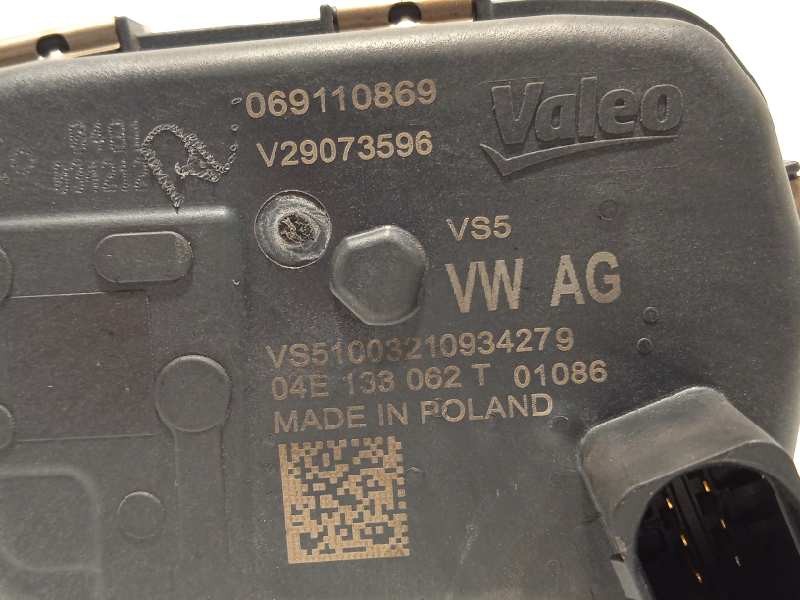 069110869
Valeo
V29073596
VS5
VW AG
VS51003210934279
04E 133 062 T 01086
MADE IN POLAND